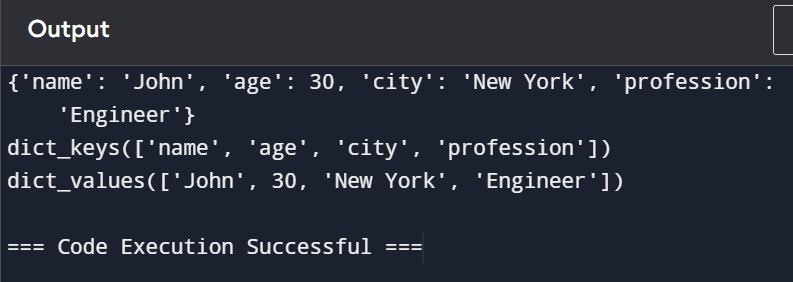 Output
{'name': 'John', 'age': 30, 'city': 'New York', 'profession':
'Engineer'}
dict_keys(['name', 'age', 'city', 'profession'])
dict_values(['John', 30, 'New York', 'Engineer'])
=== Code Execution Successful ===